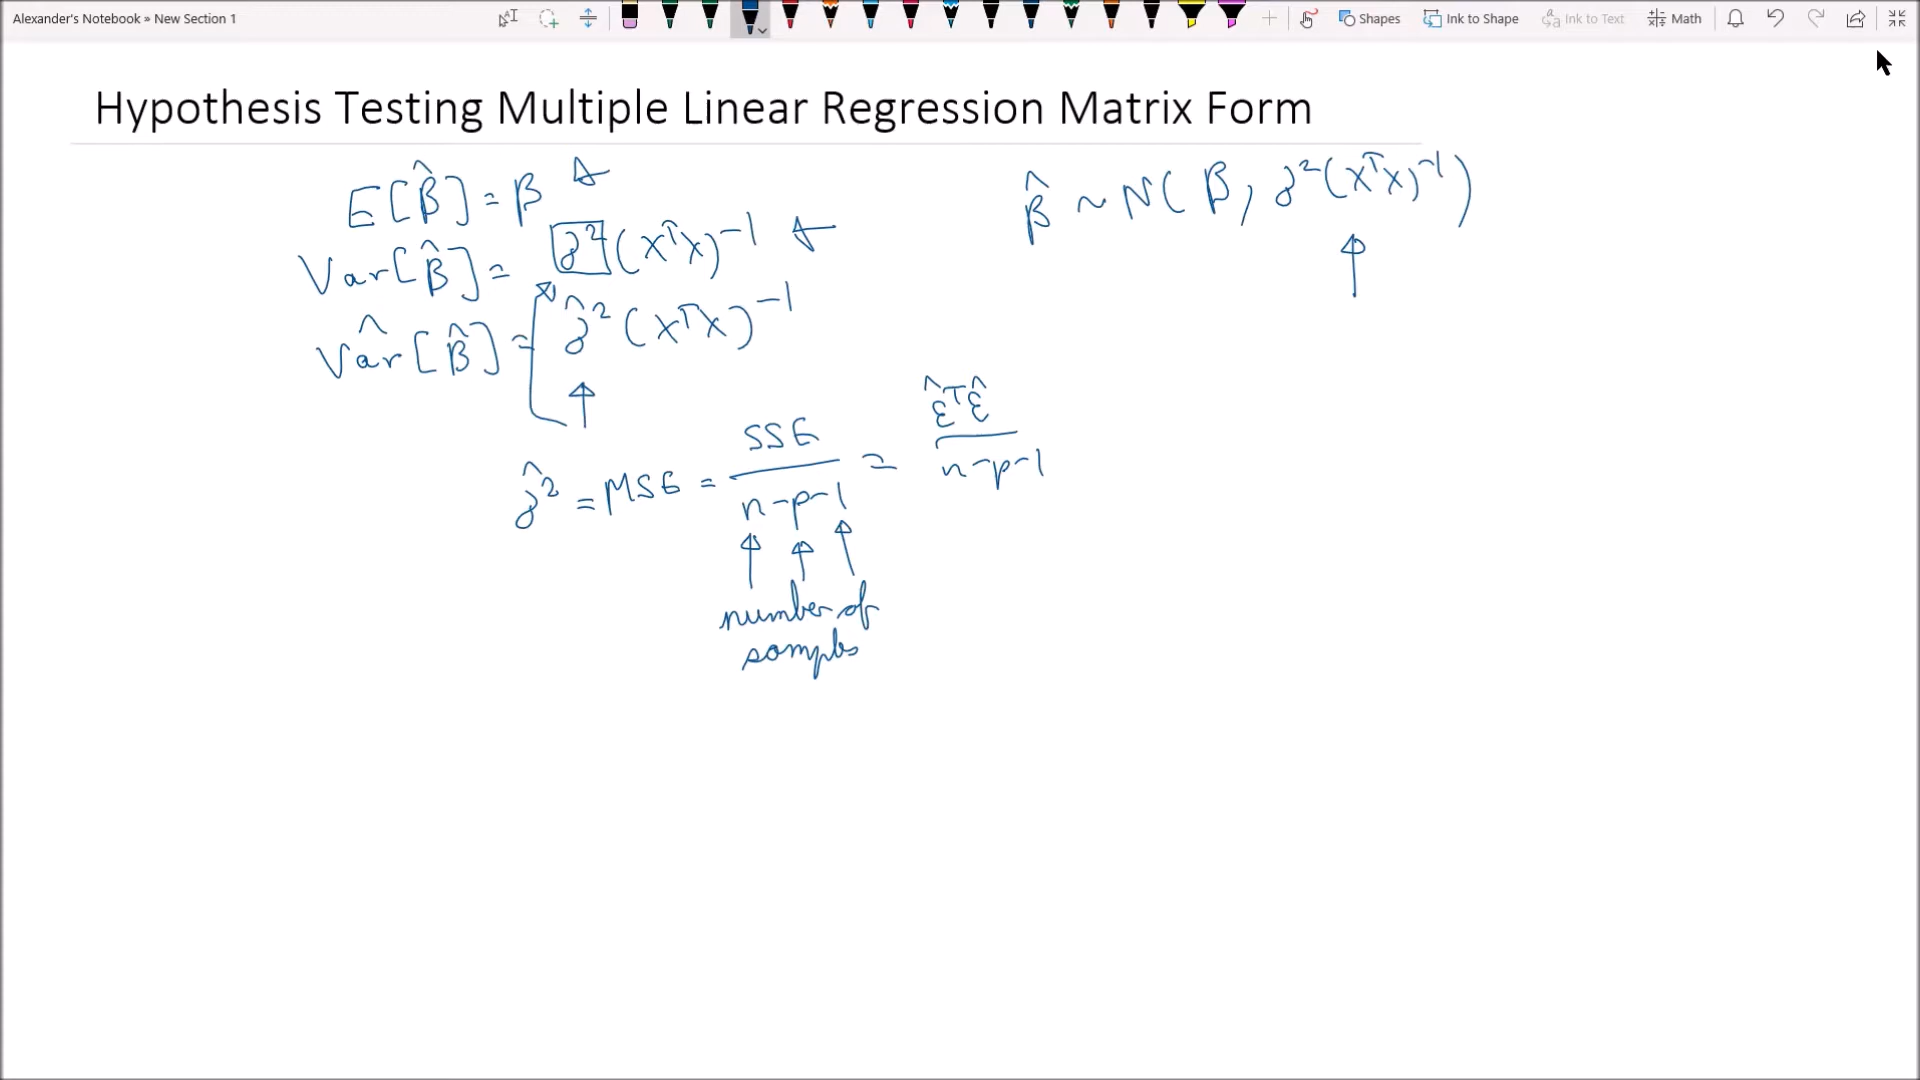 Alexander's Notebook » New Section 1
Shapes Ink to Shape Ink to Text Math
Hypothesis Testing Multiple Linear Regression Matrix Form
E[β̂] = β
Var[β̂] = σ²(XᵀX)⁻¹
Var̂[β̂] = σ̂²(XᵀX)⁻¹
σ̂² = MSE = SSE / n-p-1 = ε̂ᵀε̂ / n-p-1
number of
samples
β̂ ~ N(β, σ²(XᵀX)⁻¹)